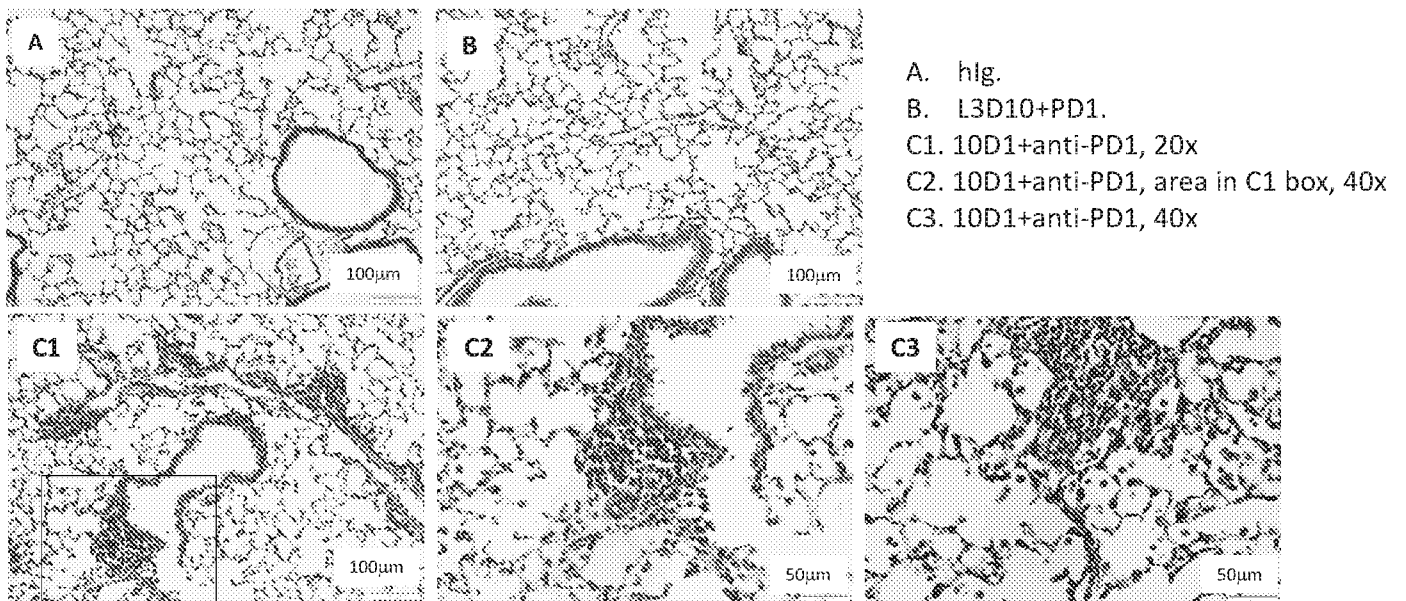 A
100μm
B
100μm
A. hIg.
B. L3D10+PD1.
C1. 10D1+anti-PD1, 20x
C2. 10D1+anti-PD1, area in C1 box, 40x
C3. 10D1+anti-PD1, 40x
C1
100μm
C2
50μm
C3
50μm